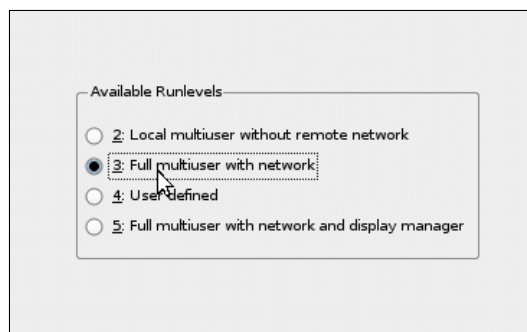 Available Runlevels
2: Local multiuser without remote network
3: Full multiuser with network
4: User defined
5: Full multiuser with network and display manager